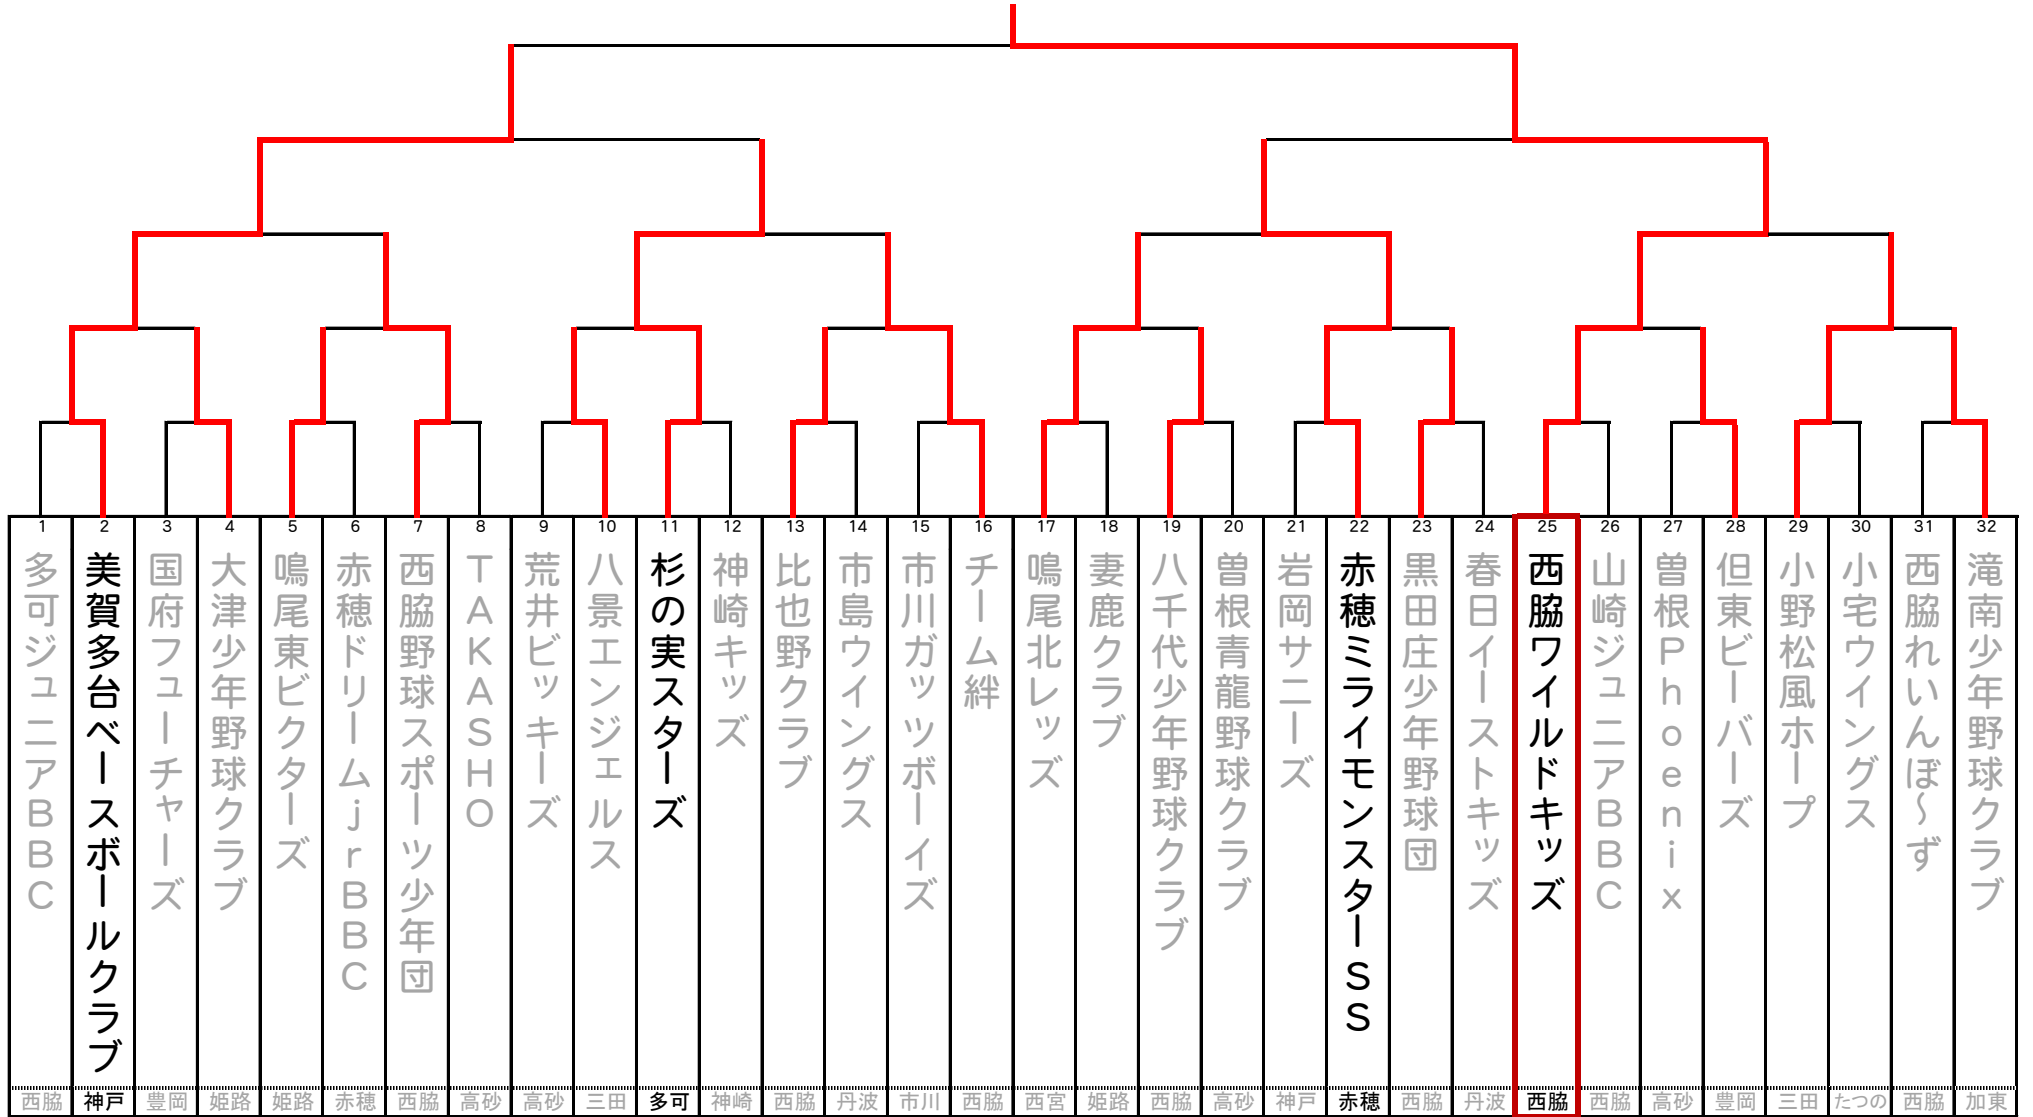 1
多可ジュニアBBC
西脇
2
美賀多台ベースボールクラブ
神戸
3
国府フューチャーズ
豊岡
4
大津少年野球クラブ
姫路
5
鳴尾東ビクターズ
姫路
6
赤穂ドリームjrBBC
赤穂
7
西脇野球スポーツ少年団
西脇
8
TAKASHO
高砂
9
荒井ビッキーズ
高砂
10
八景エンジェルス
三田
11
杉の実スターズ
多可
12
神崎キッズ
神崎
13
比也野クラブ
西脇
14
市島ウイングス
丹波
15
市川ガッツボーイズ
市川
16
チーム絆
西脇
17
鳴尾北レッズ
西宮
18
妻鹿クラブ
姫路
19
八千代少年野球クラブ
西脇
20
曽根青龍野球クラブ
高砂
21
岩岡サニーズ
神戸
22
赤穂ミライモンスターSS
赤穂
23
黒田庄少年野球団
西脇
24
春日イーストキッズ
丹波
25
西脇ワイルドキッズ
西脇
26
山崎ジュニアBBC
西脇
27
曽根Phoenix
高砂
28
但東ビーバーズ
豊岡
29
小野松風ホープ
三田
30
小宅ウイングス
たつの
31
西脇れいんぼ～ず
西脇
32
滝南少年野球クラブ
加東